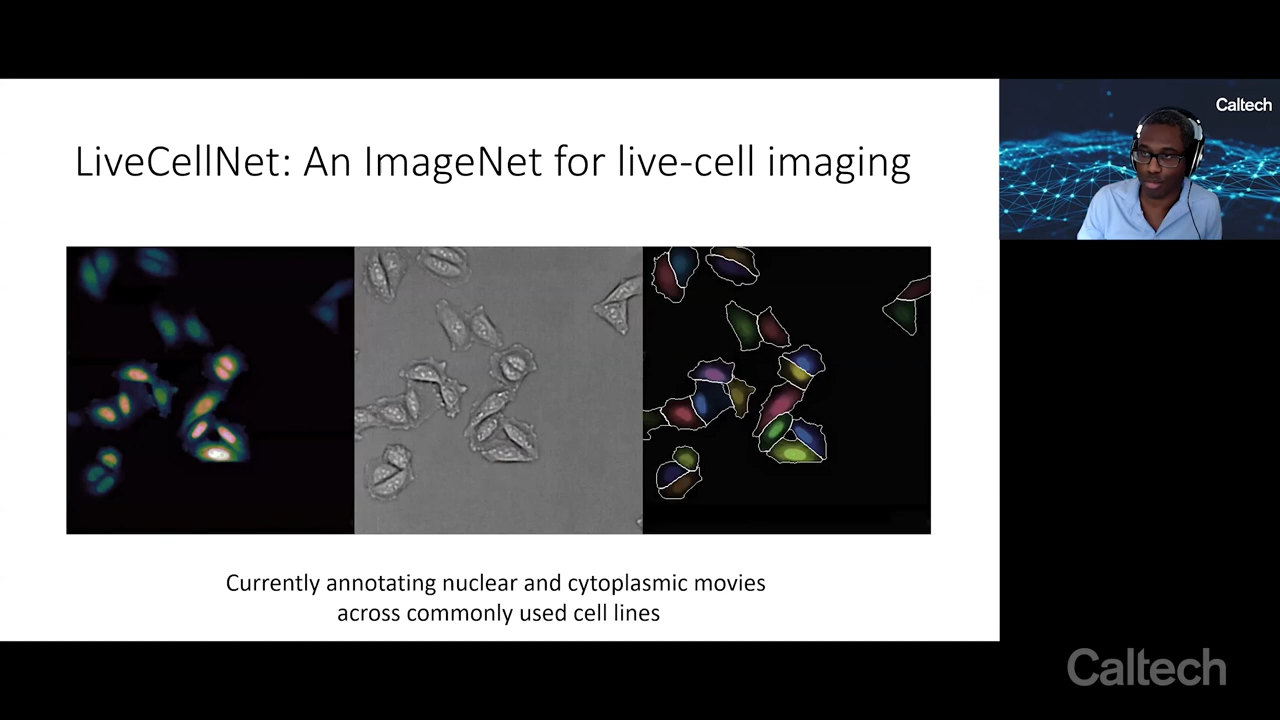 LiveCellNet: An ImageNet for live-cell imaging
Caltech
Currently annotating nuclear and cytoplasmic movies
across commonly used cell lines
Caltech